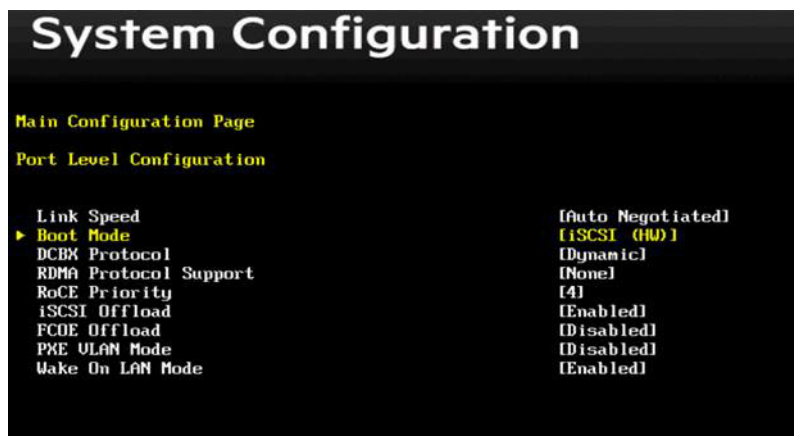 System Configuration
Main Configuration Page
Port Level Configuration
Link Speed [Auto Negotiated]
Boot Mode [iSCSI (HW)]
DCBX Protocol [Dynamic]
RDMA Protocol Support [None]
RoCE Priority [4]
iSCSI Offload [Enabled]
FCOE Offload [Disabled]
PXE VLAN Mode [Disabled]
Wake On LAN Mode [Enabled]